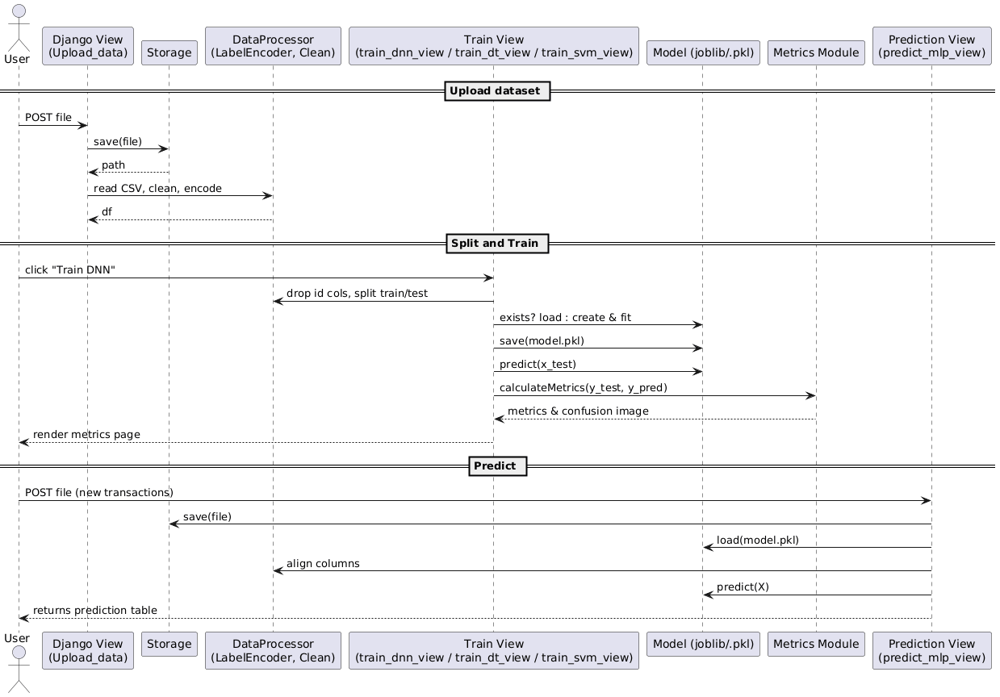 User
Django View
(Upload_data)
Storage
DataProcessor
(LabelEncoder, Clean)
Train View
(train_dnn_view / train_dt_view / train_svm_view)
Model (joblib/.pkl)
Metrics Module
Prediction View
(predict_mlp_view)
Upload dataset
POST file
save(file)
path
read CSV, clean, encode
df
Split and Train
click "Train DNN"
drop id cols, split train/test
exists? load : create & fit
save(model.pkl)
predict(x_test)
calculateMetrics(y_test, y_pred)
metrics & confusion image
render metrics page
Predict
POST file (new transactions)
save(file)
load(model.pkl)
align columns
predict(X)
returns prediction table
User
Django View
(Upload_data)
Storage
DataProcessor
(LabelEncoder, Clean)
Train View
(train_dnn_view / train_dt_view / train_svm_view)
Model (joblib/.pkl)
Metrics Module
Prediction View
(predict_mlp_view)